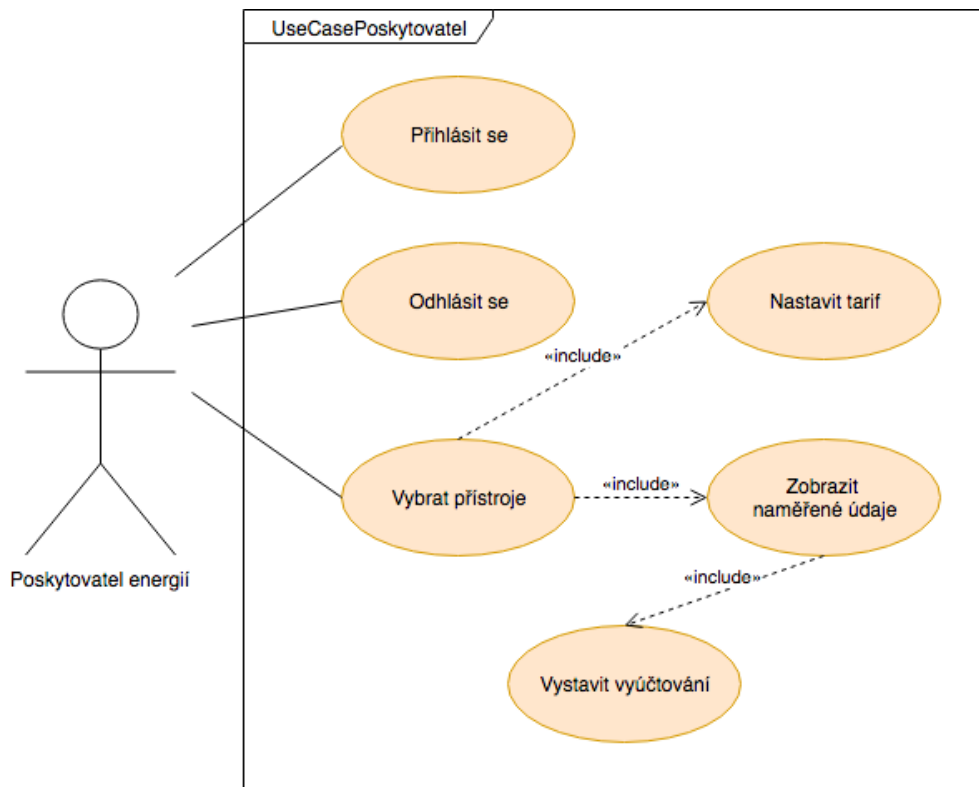 UseCasePoskytovatel
Přihlásit se
Odhlásit se
Nastavit tarif
«include»
Vybrat přístroje
«include»
Zobrazit
naměřené údaje
Poskytovatel energií
«include»
Vystavit vyúčtování